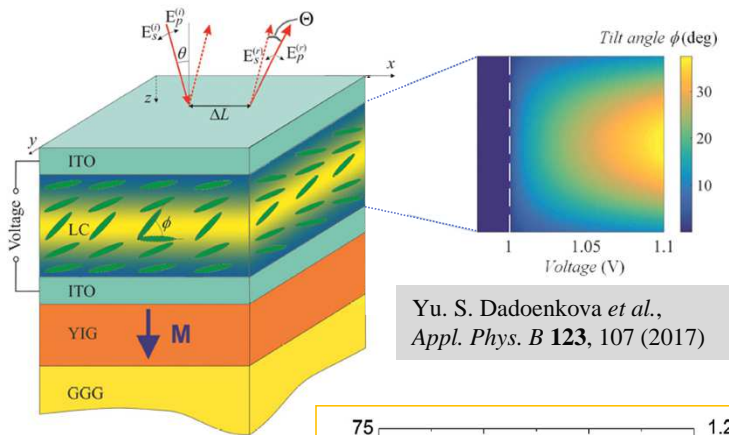 E_p^(i)
E_s^(i)
θ
E_s^(r)
E_p^(r)
Θ
x
z
y
ΔL
ITO
LC
ϕ
ITO
YIG
M
GGG
Voltage
Tilt angle ϕ (deg)
30
20
10
1
1.05
1.1
Voltage (V)
Yu. S. Dadoenkova et al.,
Appl. Phys. B 123, 107 (2017)
75
1.2